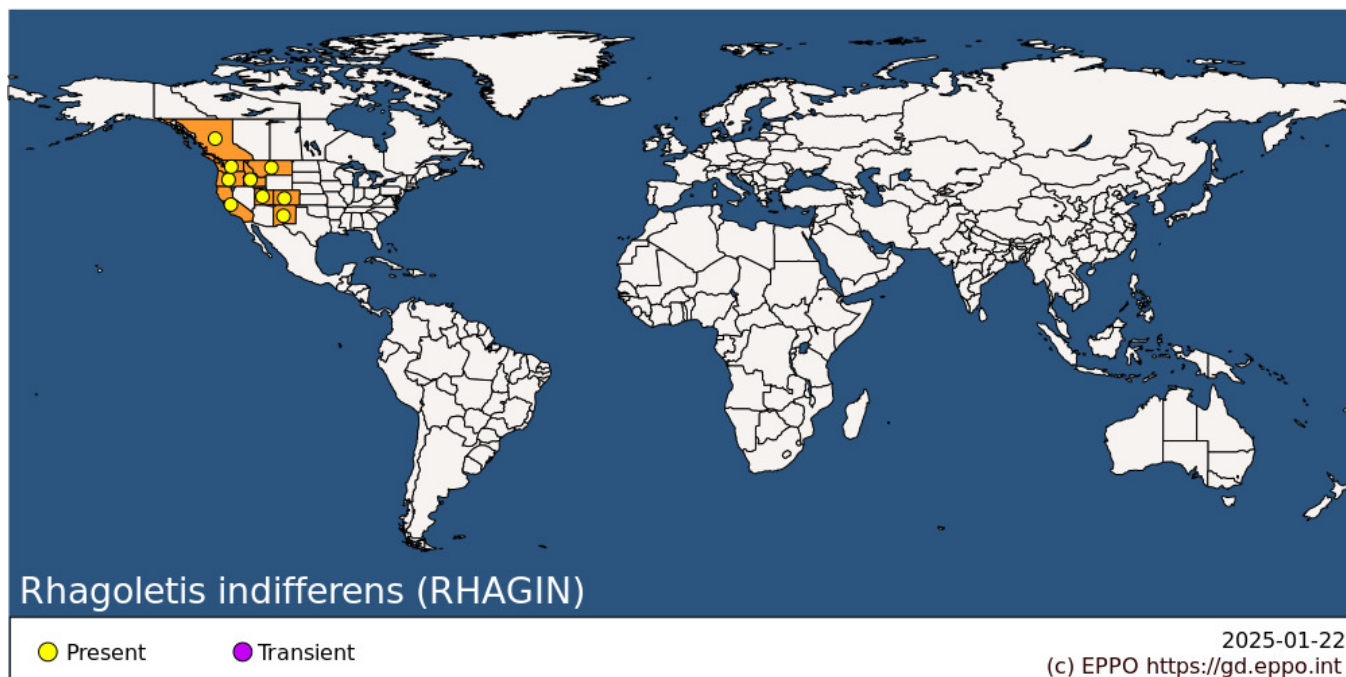 Rhagoletis indifferens (RHAGIN)
Present
Transient
2025-01-22
(c) EPPO https://gd.eppo.int